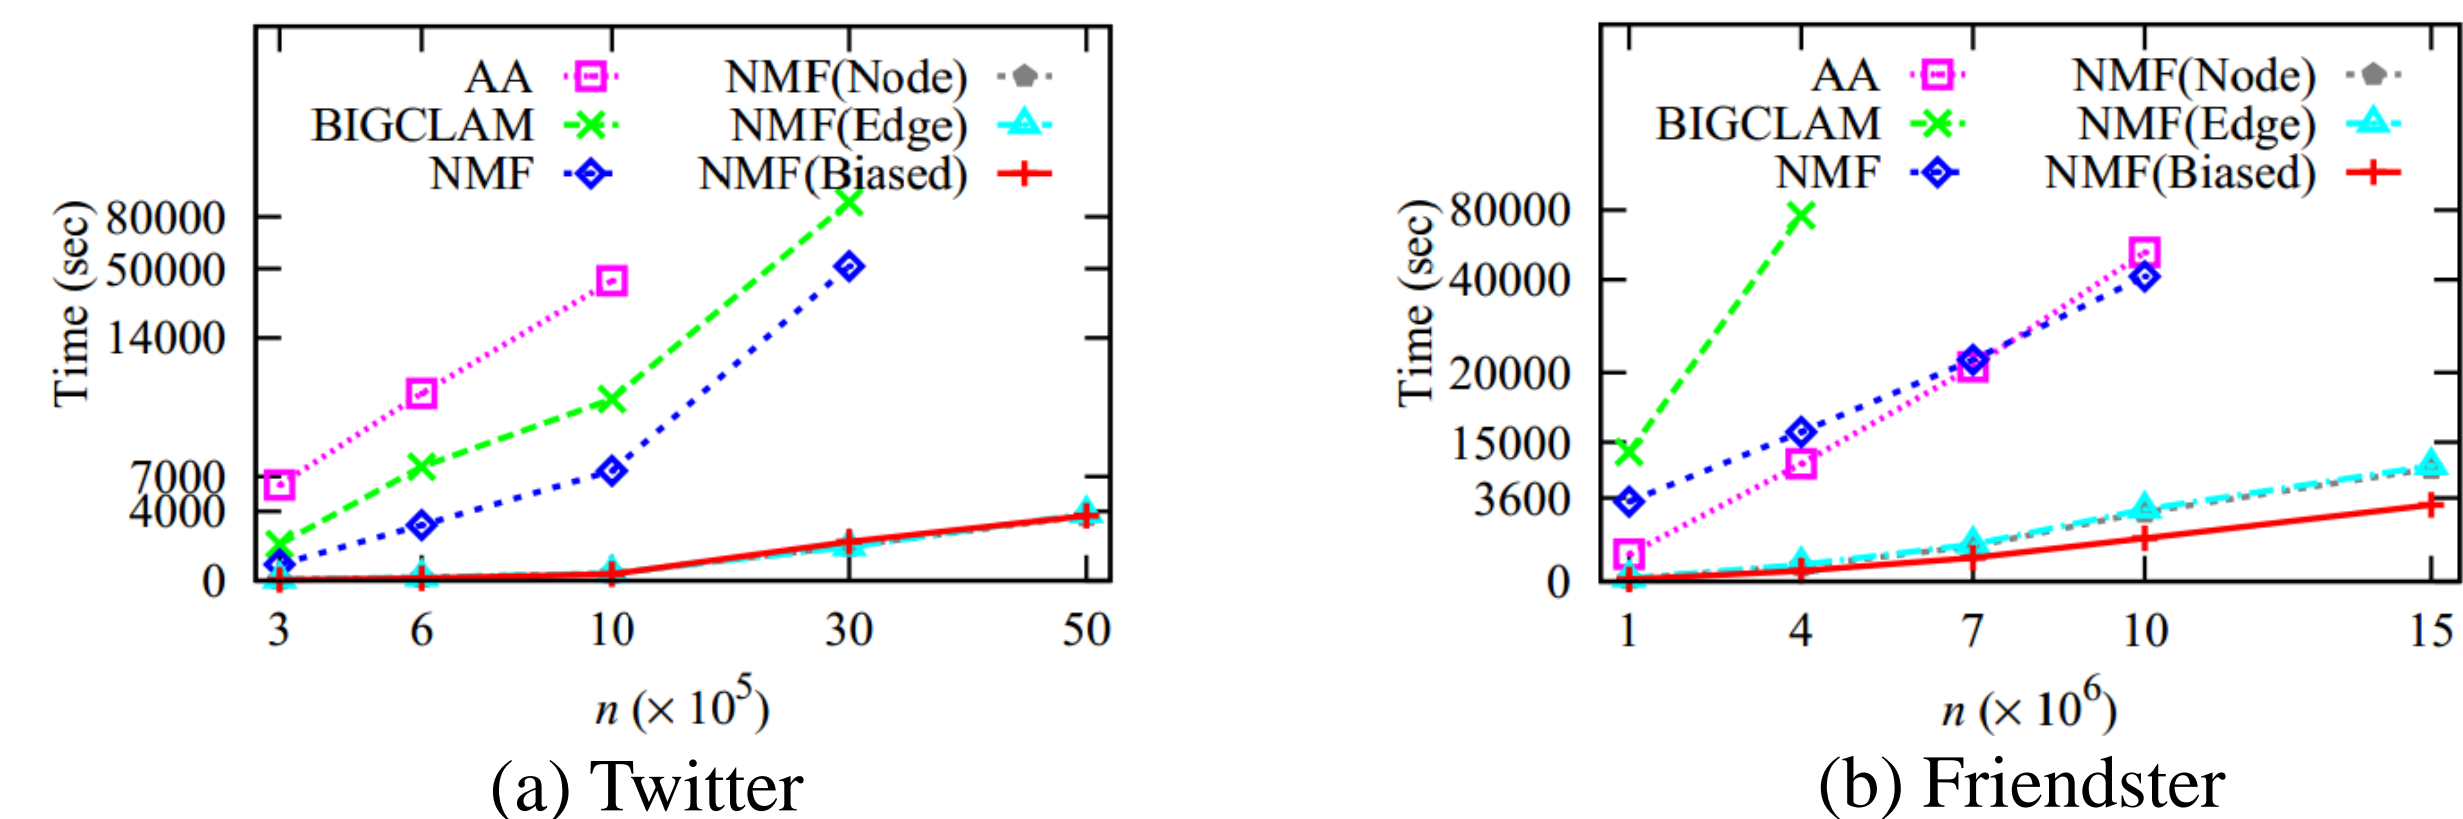 AA
BIGCLAM
NMF
NMF(Node)
NMF(Edge)
NMF(Biased)
Time (sec)
80000
50000
14000
7000
4000
0
3 6 10 30 50
n (× 10^5)
(a) Twitter
AA
BIGCLAM
NMF
NMF(Node)
NMF(Edge)
NMF(Biased)
Time (sec)
80000
40000
20000
15000
3600
0
1 4 7 10 15
n (× 10^6)
(b) Friendster